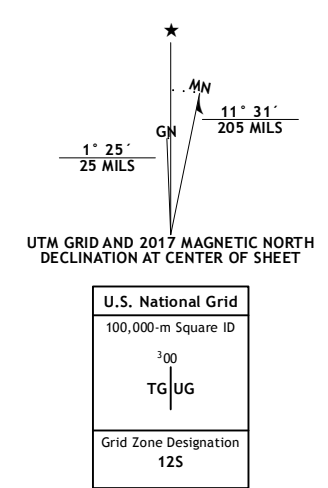 MN
GN
11° 31´
205 MILS
1° 25´
25 MILS
UTM GRID AND 2017 MAGNETIC NORTH
DECLINATION AT CENTER OF SHEET
U.S. National Grid
100,000-m Square ID
³00
TG UG
Grid Zone Designation
12S